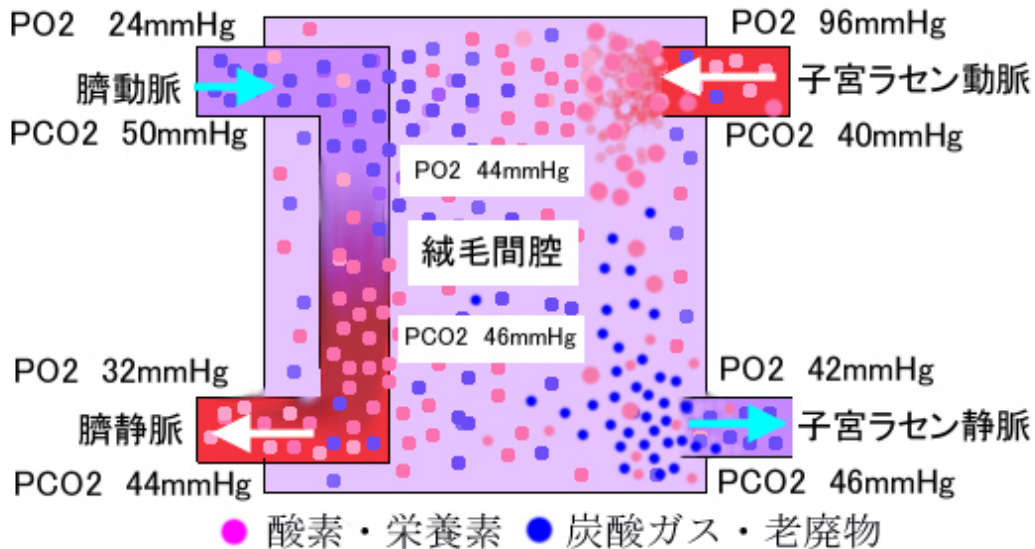 PO2 24mmHg
臍動脈
PCO2 50mmHg
PO2 96mmHg
子宮ラセン動脈
PCO2 40mmHg
PO2 44mmHg
絨毛間腔
PCO2 46mmHg
PO2 32mmHg
臍静脈
PCO2 44mmHg
PO2 42mmHg
子宮ラセン静脈
PCO2 46mmHg
酸素・栄養素 炭酸ガス・老廃物